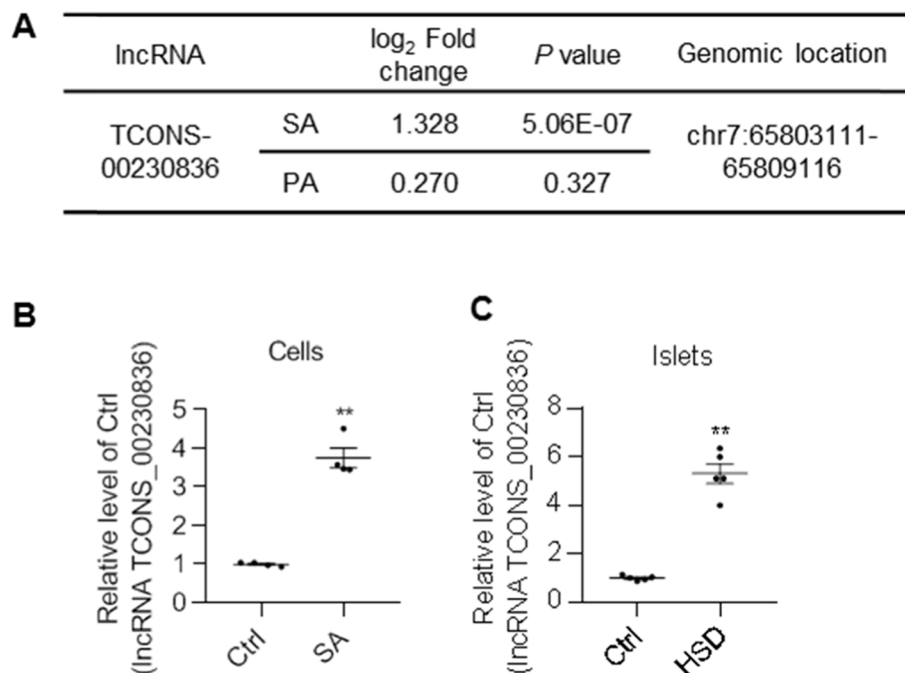 A
lncRNA
log2 Fold
change
P value
Genomic location
TCONS-
00230836
SA
1.328
5.06E-07
PA
0.270
0.327
chr7:65803111-
65809116
B
Cells
Relative level of Ctrl
(lncRNA TCONS_00230836)
5
4
3
2
1
0
**
Ctrl
SA
C
Islets
Relative level of Ctrl
(lncRNA TCONS_00230836)
8
6
4
2
0
**
Ctrl
HSD